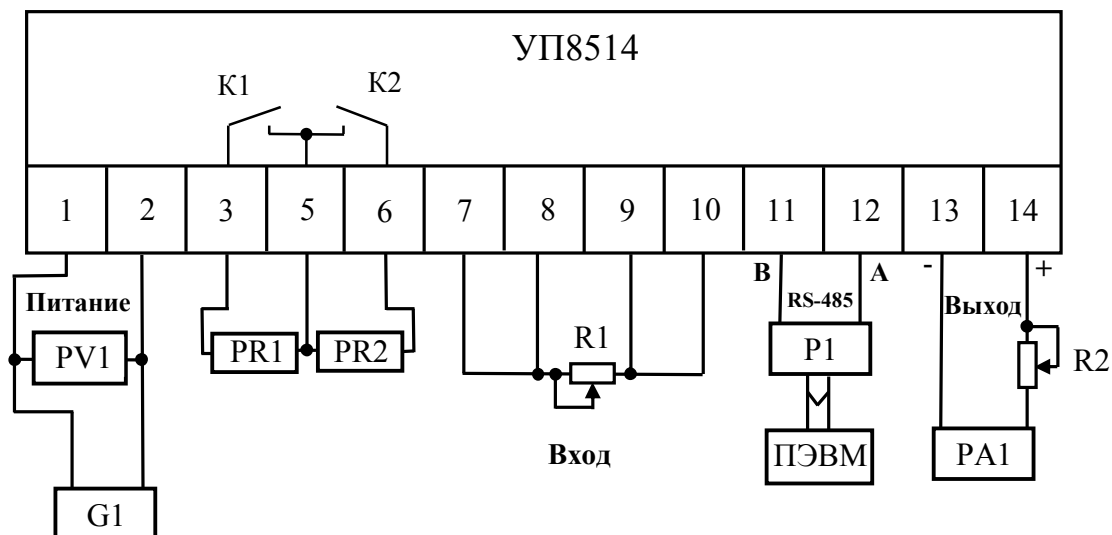 УП8514
К1 К2
1 2 3 5 6 7 8 9 10 11 12 13 14
В А - +
Питание RS-485 Выход
PV1 PR1 PR2 R1 P1 R2
Вход ПЭВМ PA1
G1